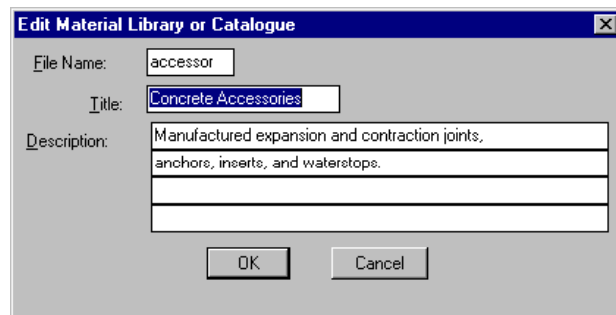 Edit Material Library or Catalogue
File Name: accessor
Title: Concrete Accessories
Description: Manufactured expansion and contraction joints,
anchors, inserts, and waterstops.
OK Cancel